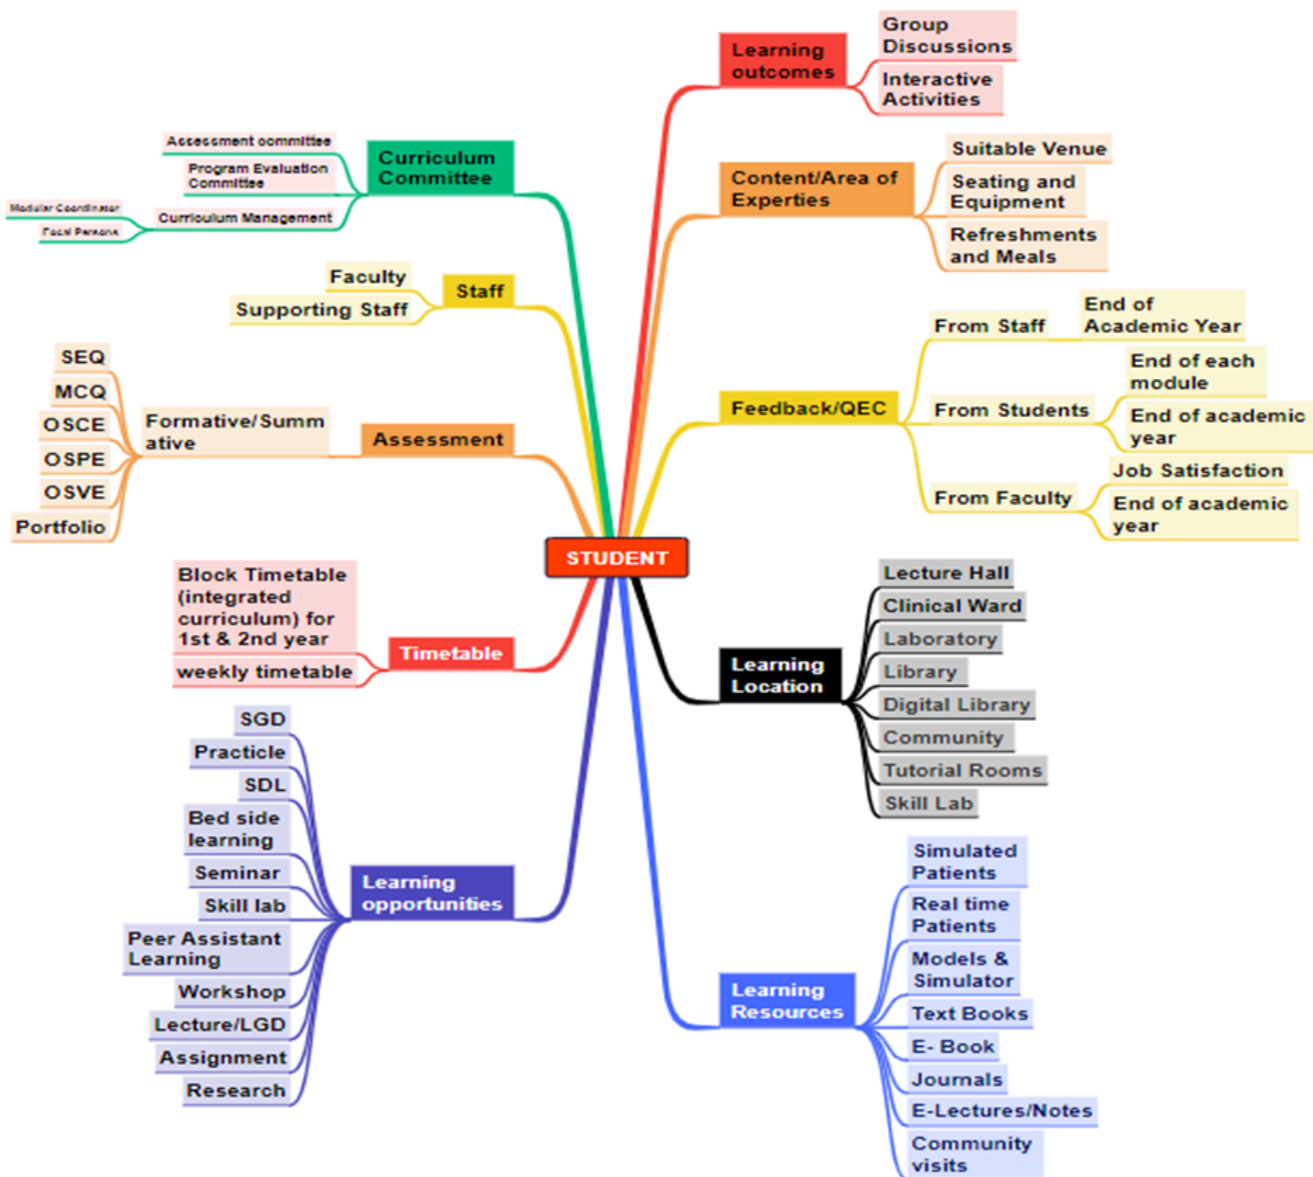 STUDENT
Learning
outcomes
Group
Discussions
Interactive
Activities
Content/Area of
Experties
Suitable Venue
Seating and
Equipment
Refreshments
and Meals
Feedback/QEC
From Staff
End of
Academic Year
From Students
End of each
module
End of academic
year
From Faculty
Job Satisfaction
End of academic
year
Learning
Location
Lecture Hall
Clinical Ward
Laboratory
Library
Digital Library
Community
Tutorial Rooms
Skill Lab
Learning
Resources
Simulated
Patients
Real time
Patients
Models &
Simulator
Text Books
E- Book
Journals
E-Lectures/Notes
Community
visits
Curriculum
Committee
Assessment committee
Program Evaluation
Committee
Curriculum Management
Modular Coordinator
Focal Persons
Staff
Faculty
Supporting Staff
Assessment
Formative/Summ
ative
SEQ
MCQ
OSCE
OSPE
OSVE
Portfolio
Timetable
Block Timetable
(integrated
curriculum) for
1st & 2nd year
weekly timetable
Learning
opportunities
SGD
Practicle
SDL
Bed side
learning
Seminar
Skill lab
Peer Assistant
Learning
Workshop
Lecture/LGD
Assignment
Research